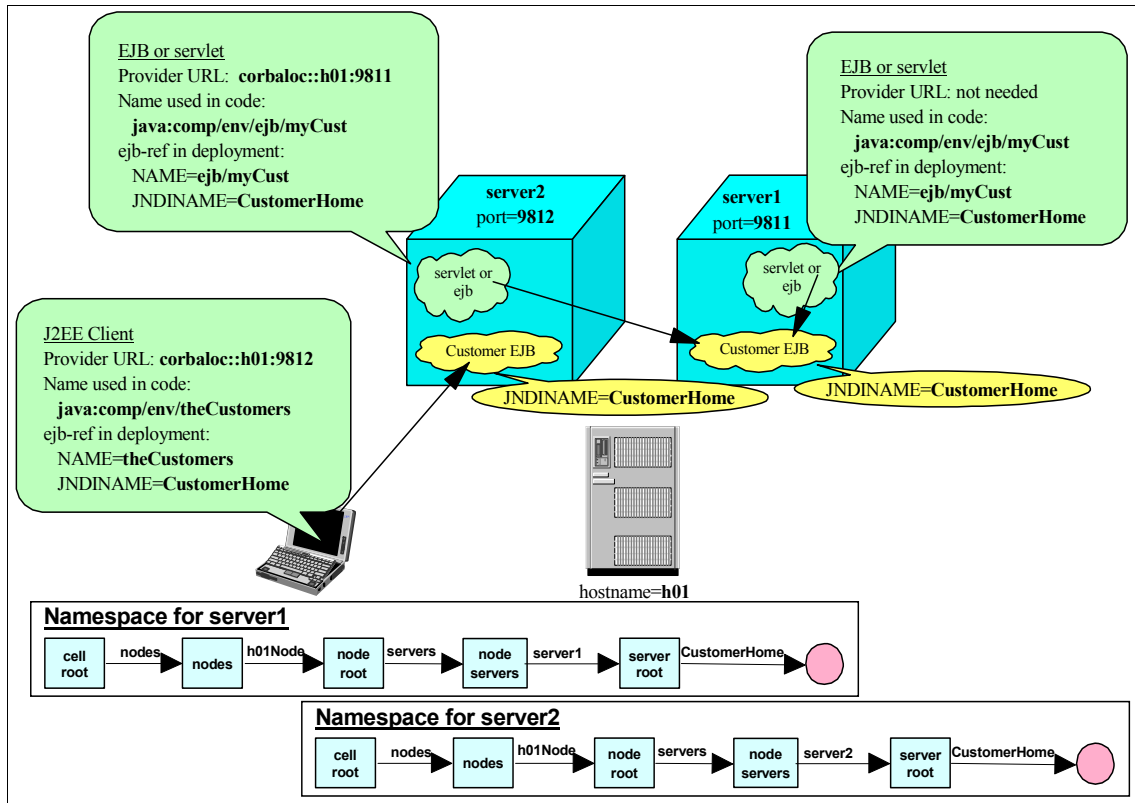 EJB or servlet
Provider URL: corbaloc::h01:9811
Name used in code:
java:comp/env/ejb/myCust
ejb-ref in deployment:
NAME=ejb/myCust
JNDINAME=CustomerHome
EJB or servlet
Provider URL: not needed
Name used in code:
java:comp/env/ejb/myCust
ejb-ref in deployment:
NAME=ejb/myCust
JNDINAME=CustomerHome
server2
port=9812
server1
port=9811
servlet or
ejb
servlet or
ejb
Customer EJB
Customer EJB
JNDINAME=CustomerHome
JNDINAME=CustomerHome
J2EE Client
Provider URL: corbaloc::h01:9812
Name used in code:
java:comp/env/theCustomers
ejb-ref in deployment:
NAME=theCustomers
JNDINAME=CustomerHome
hostname=h01
Namespace for server1
cell
root
nodes
nodes
h01Node
node
root
servers
node
servers
server1
server
root
CustomerHome
Namespace for server2
cell
root
nodes
nodes
h01Node
node
root
servers
node
servers
server2
server
root
CustomerHome